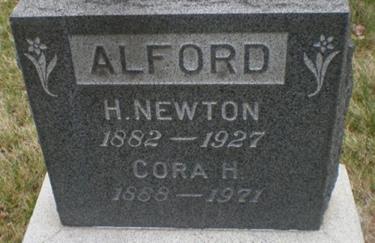 ALFORD
H. NEWTON
1882 — 1927
CORA H
1888 — 1971